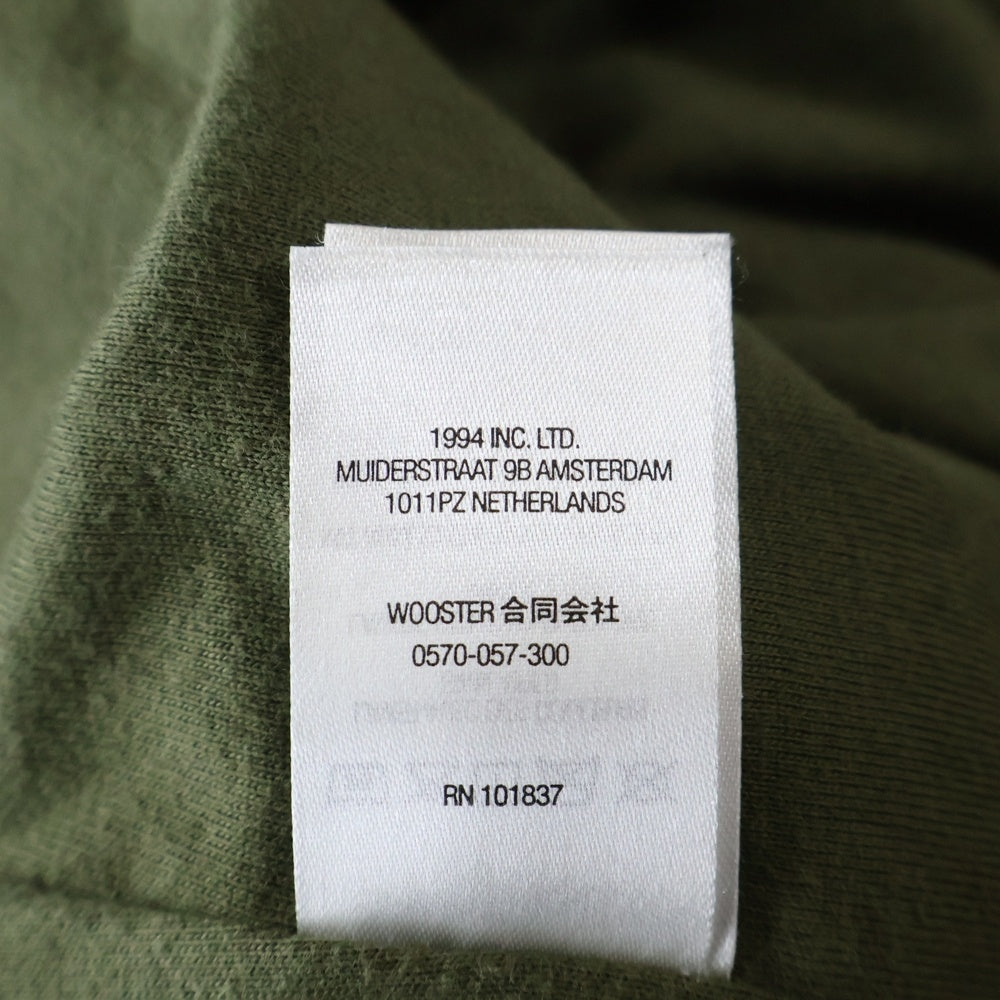 1994 INC. LTD.
MUIDERSTRAAT 9B AMSTERDAM
1011PZ NETHERLANDS
WOOSTER 合同会社
0570-057-300
RN 101837